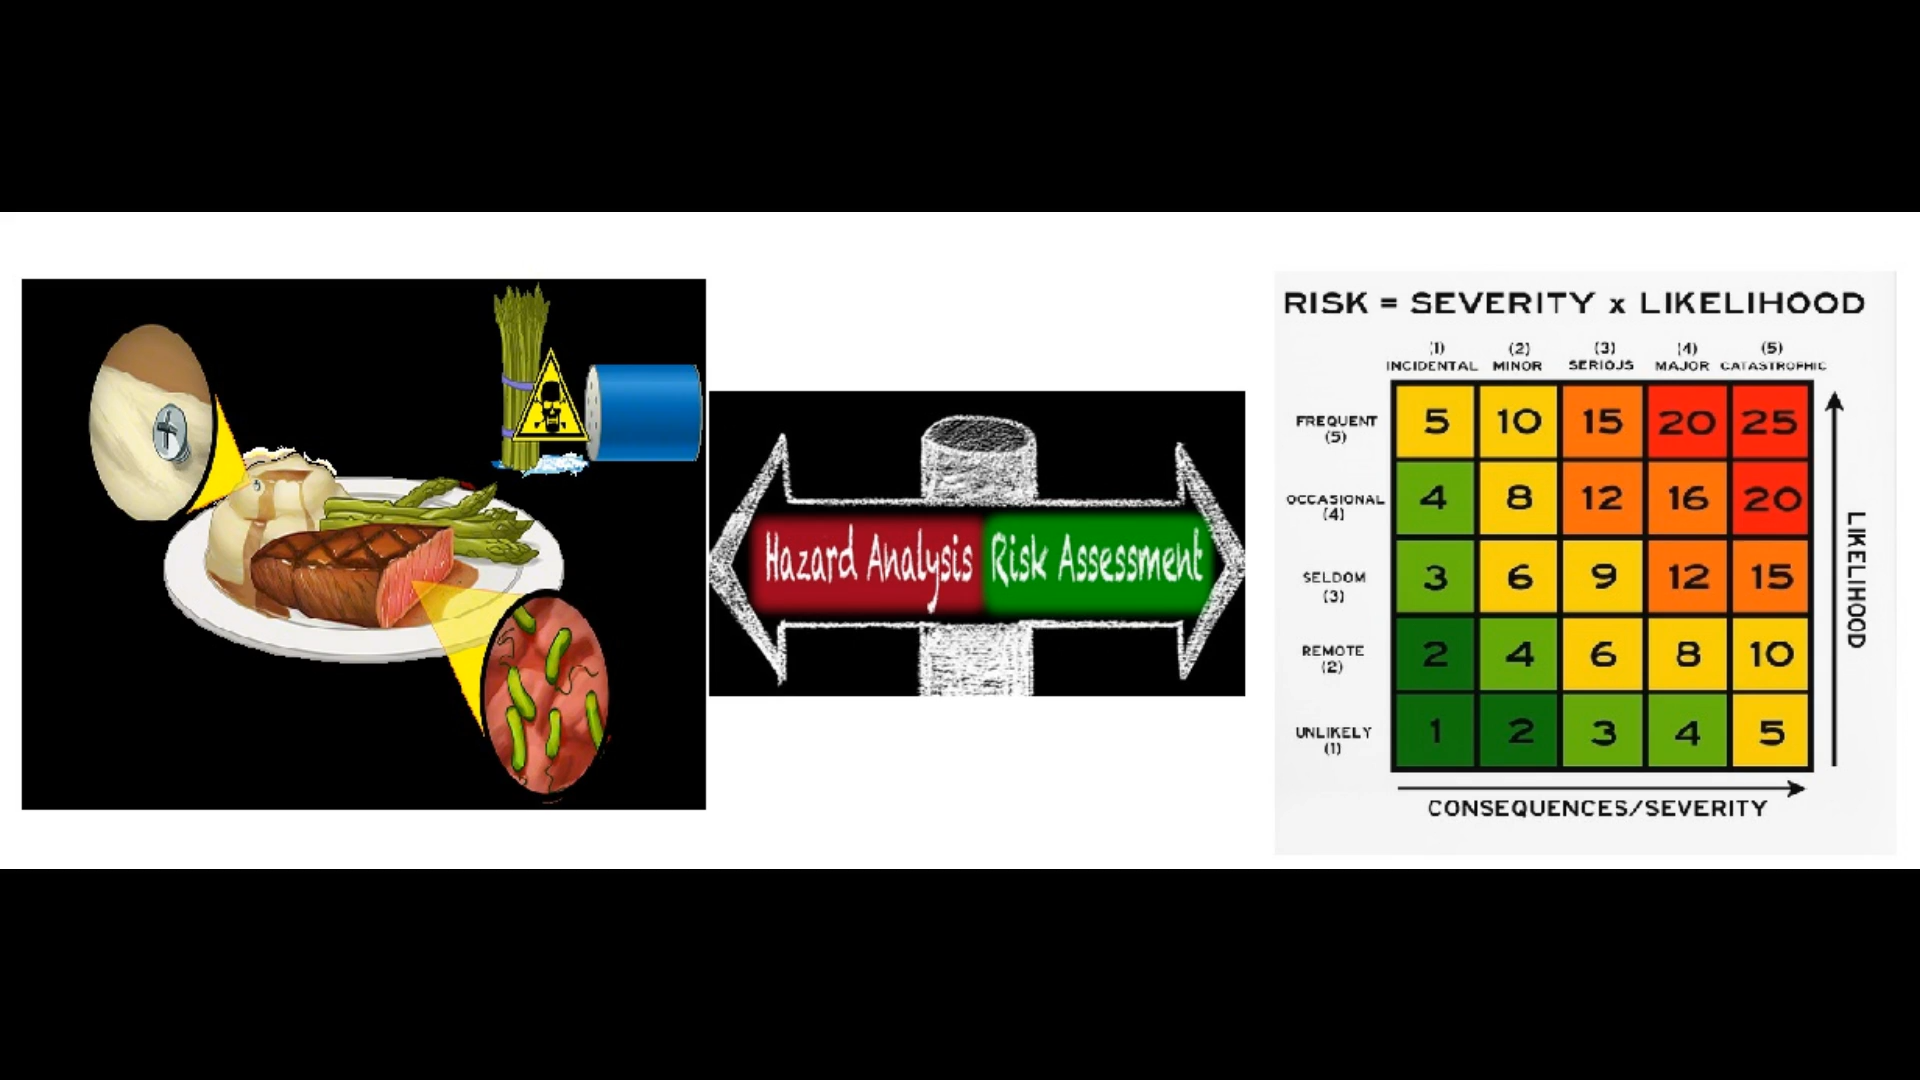 Hazard Analysis Risk Assessment
RISK = SEVERITY x LIKELIHOOD
(1) (2) (3) (4) (5)
INCIDENTAL MINOR SERIOJS MAJOR CATASTROPHIC
FREQUENT (5) 5 10 15 20 25
OCCASIONAL (4) 4 8 12 16 20
SELDOM (3) 3 6 9 12 15
REMOTE (2) 2 4 6 8 10
UNLIKELY (1) 1 2 3 4 5
LIKELIHOOD
CONSEQUENCES/SEVERITY